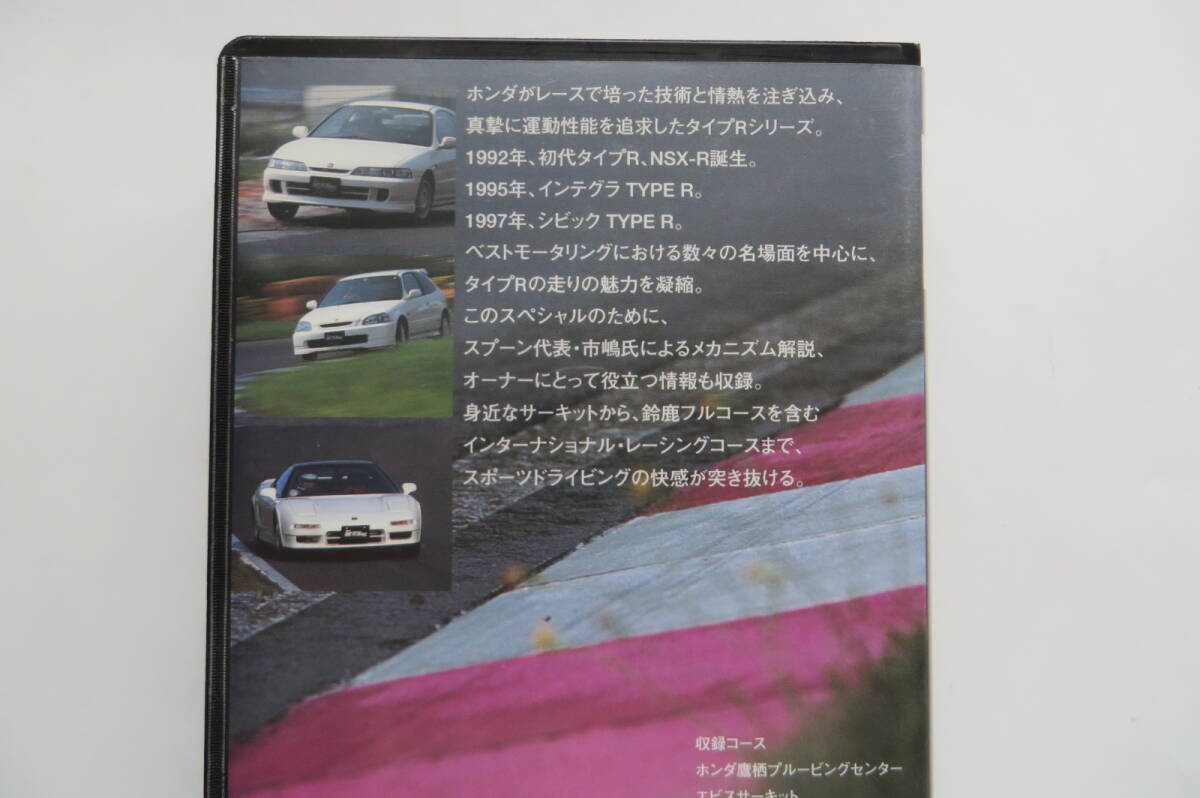 ホンダがレースで培った技術と情熱を注ぎ込み、
真摯に運動性能を追求したタイプRシリーズ。
1992年、初代タイプR、NSX-R誕生。
1995年、インテグラ TYPE R。
1997年、シビック TYPE R。
ベストモータリングにおける数々の名場面を中心に、
タイプRの走りの魅力を凝縮。
このスペシャルのために、
スプーン代表・市嶋氏によるメカニズム解説、
オーナーにとって役立つ情報も収録。
身近なサーキットから、鈴鹿フルコースを含む
インターナショナル・レーシングコースまで、
スポーツドライビングの快感が突き抜ける。
収録コース
ホンダ鷹栖プルービングセンター
エビスサーキット